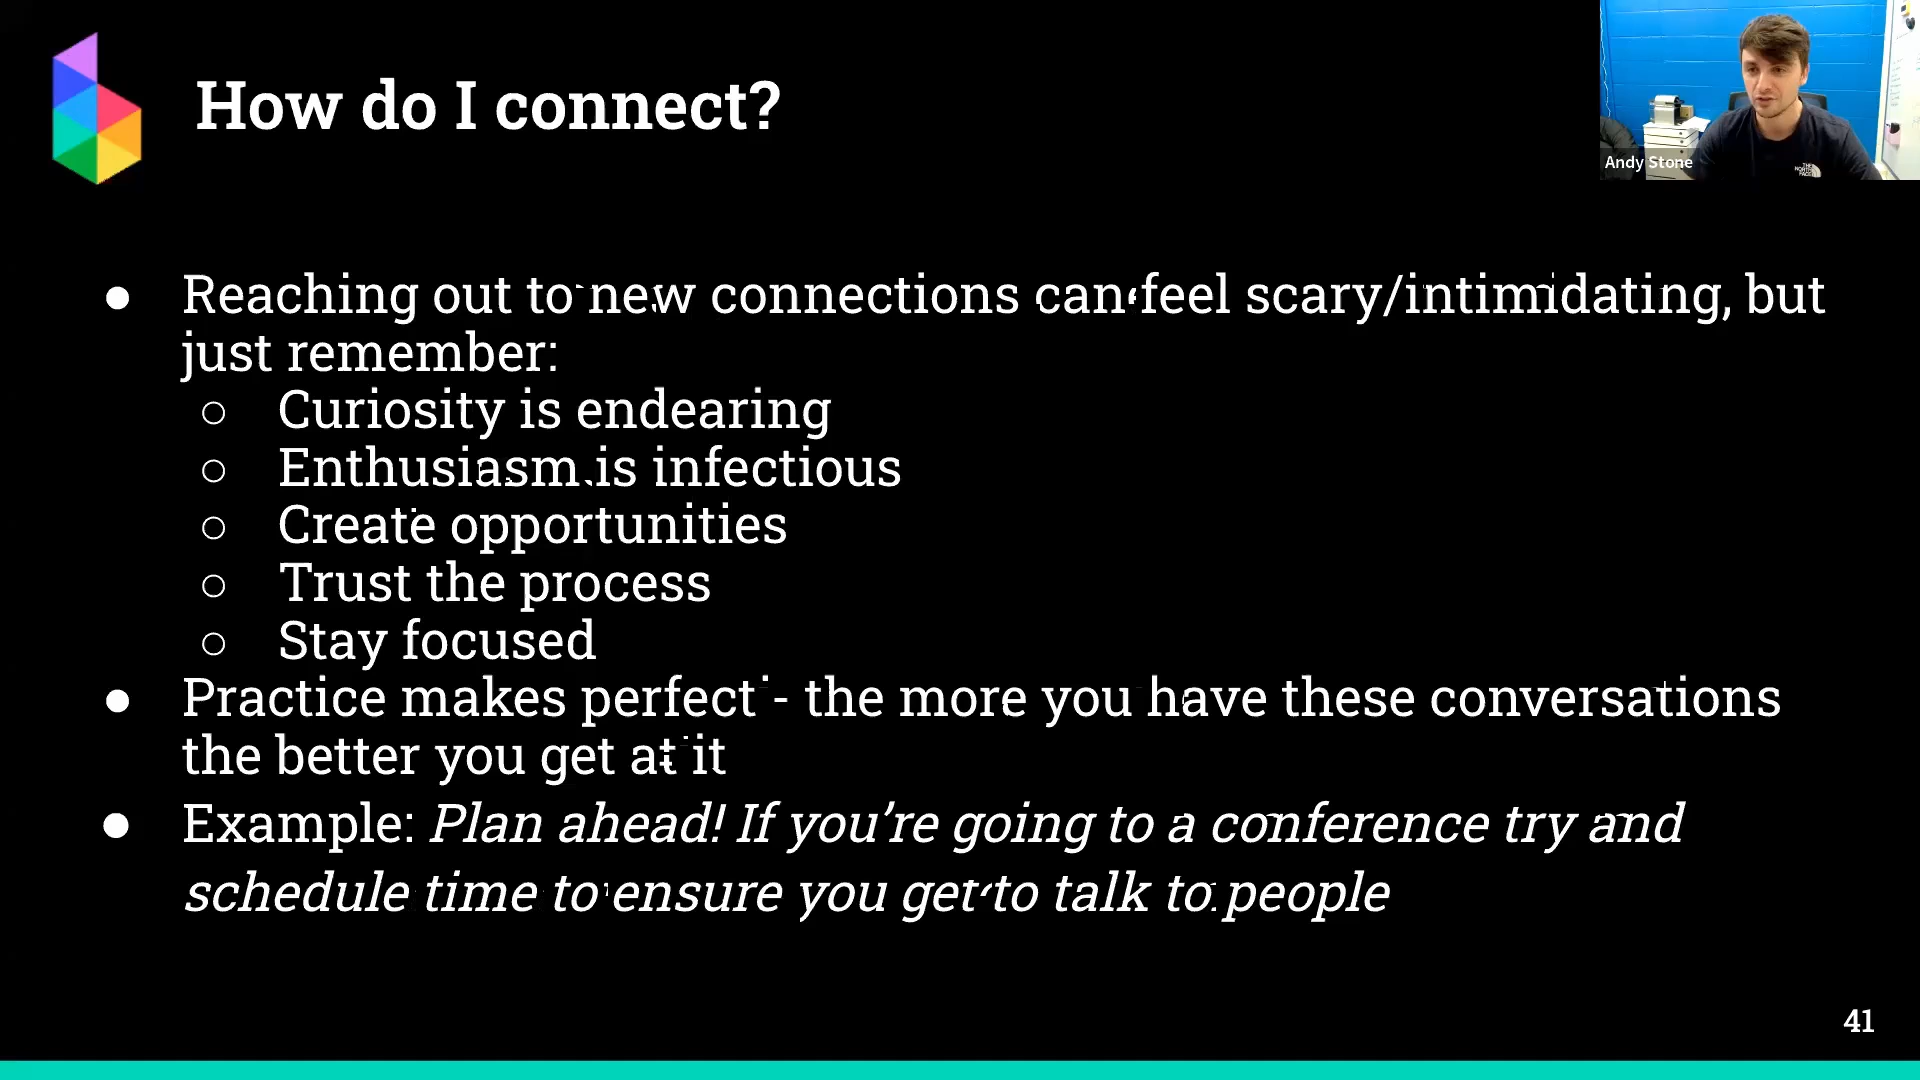 How do I connect?
Andy Stone
THE
NORTH
FACE
● Reaching out to new connections can feel scary/intimidating, but
just remember:
○ Curiosity is endearing
○ Enthusiasm is infectious
○ Create opportunities
○ Trust the process
○ Stay focused
● Practice makes perfect - the more you have these conversations
the better you get at it
● Example: Plan ahead! If you’re going to a conference try and
schedule time to ensure you get to talk to people
41